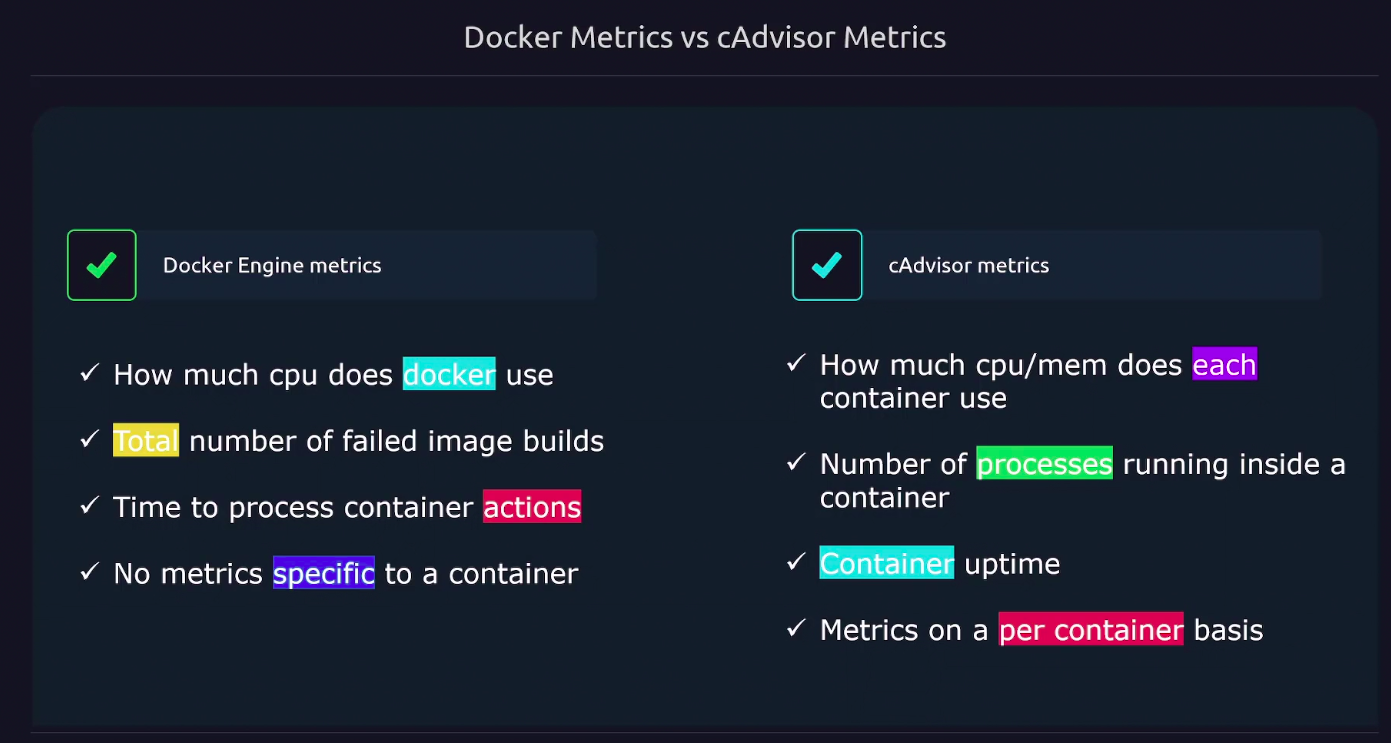 Docker Metrics vs cAdvisor Metrics
Docker Engine metrics
How much cpu does docker use
Total number of failed image builds
Time to process container actions
No metrics specific to a container
cAdvisor metrics
How much cpu/mem does each
container use
Number of processes running inside a
container
Container uptime
Metrics on a per container basis